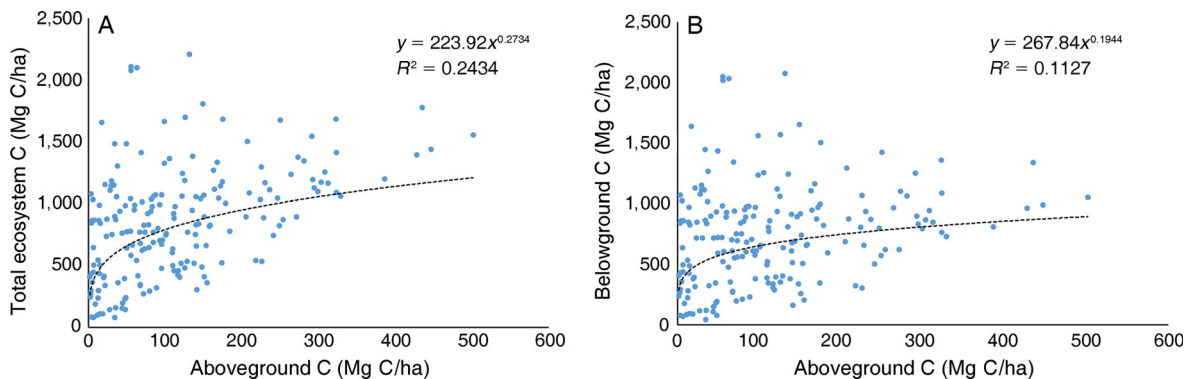 A
Total ecosystem C (Mg C/ha)
2,500
2,000
1,500
1,000
500
0
y = 223.92x^0.2734
R² = 0.2434
0 100 200 300 400 500 600
Aboveground C (Mg C/ha)
B
Belowground C (Mg C/ha)
2,500
2,000
1,500
1,000
500
0
y = 267.84x^0.1944
R² = 0.1127
0 100 200 300 400 500 600
Aboveground C (Mg C/ha)